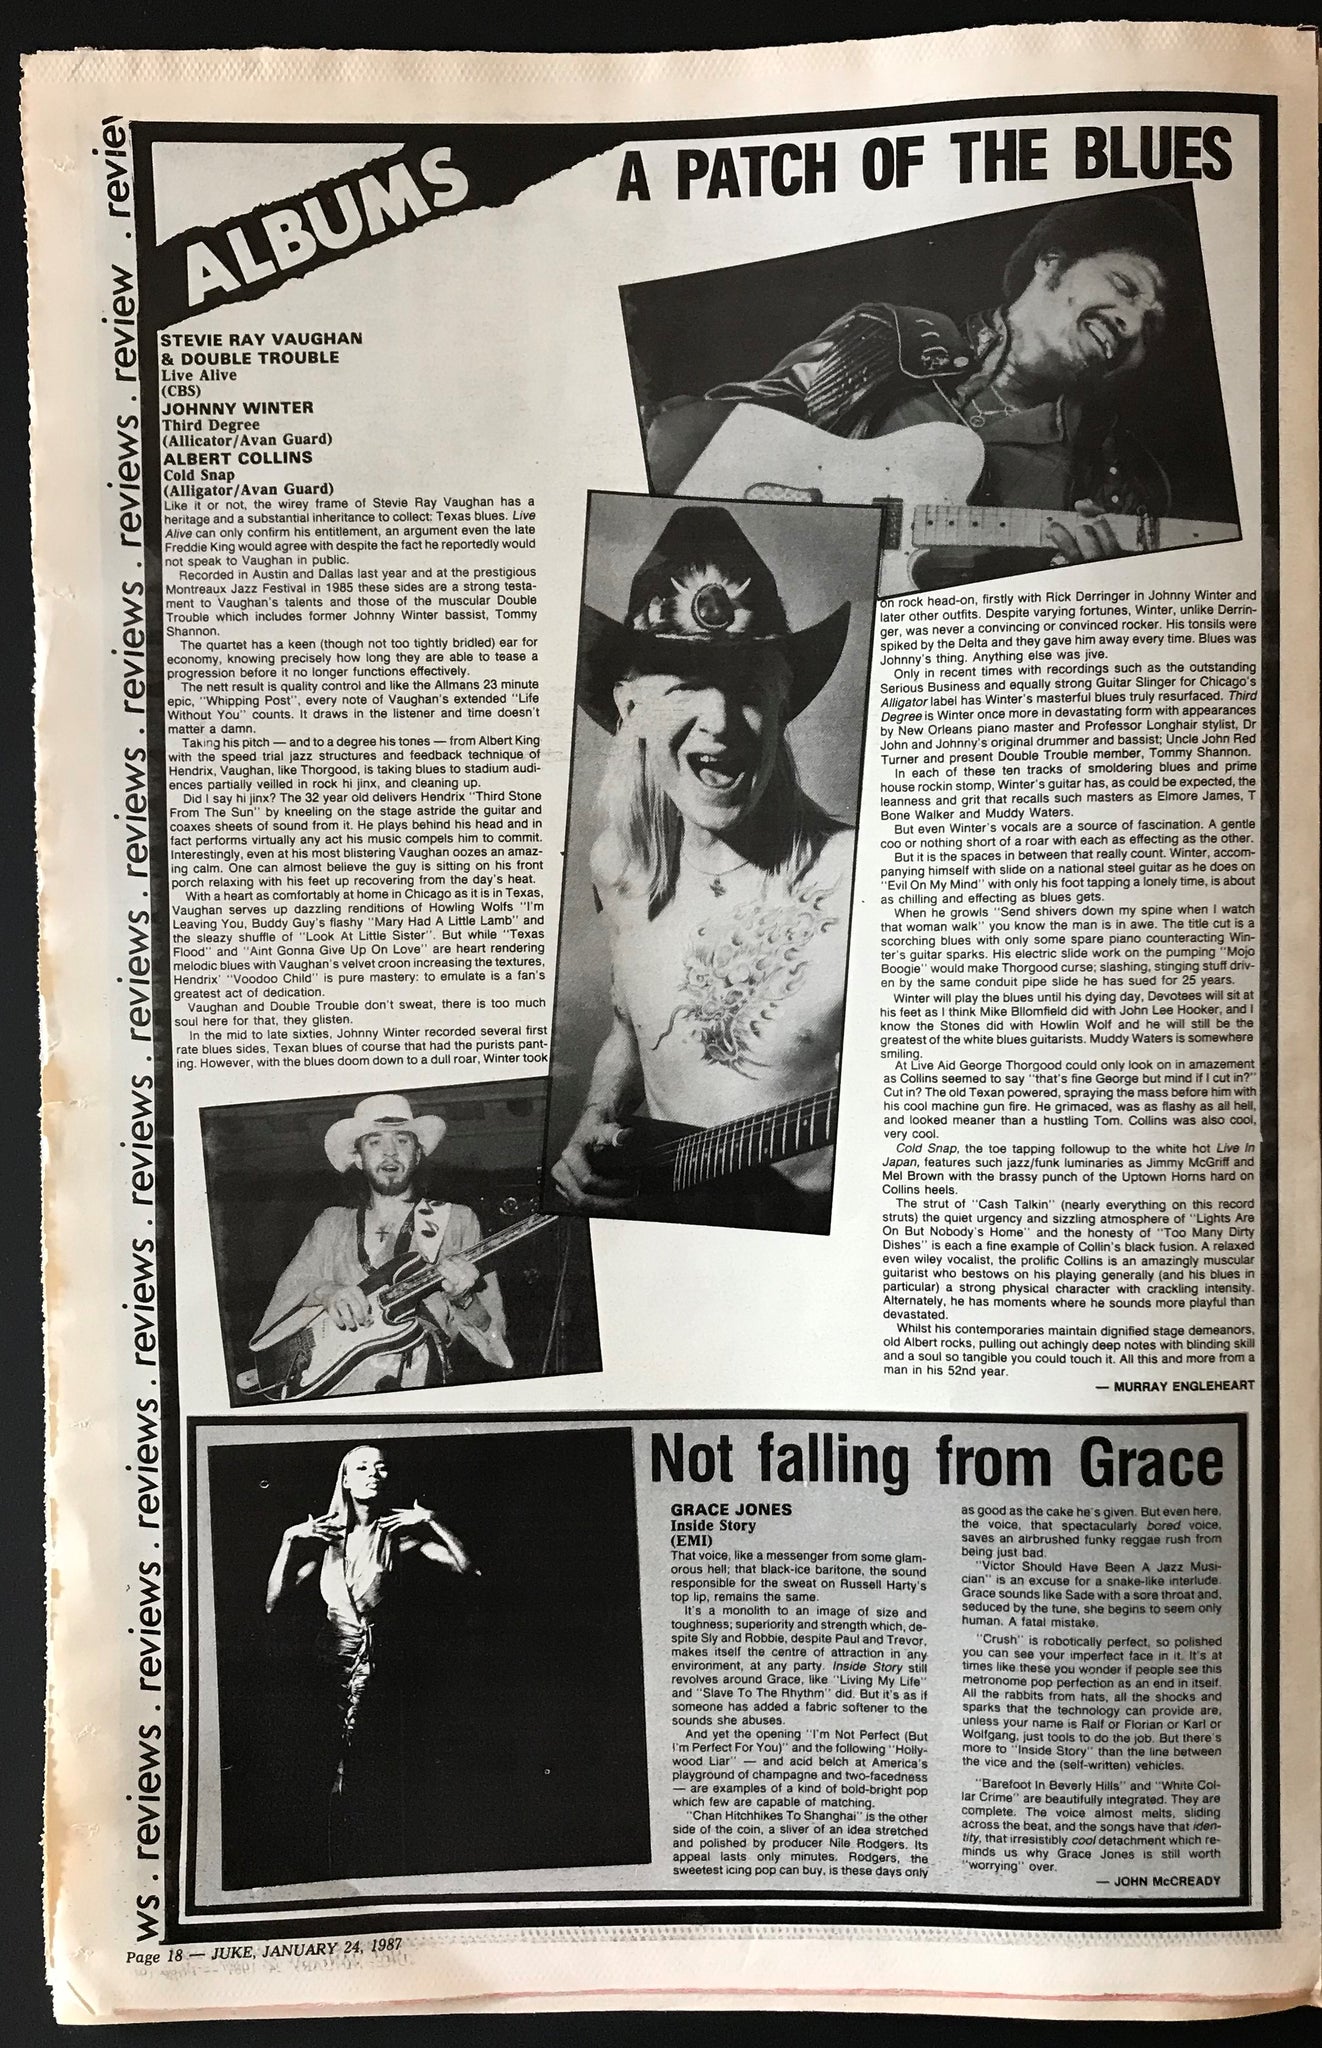 ALBUMS
A PATCH OF THE BLUES
STEVIE RAY VAUGHAN
& DOUBLE TROUBLE
Live Alive
(CBS)
JOHNNY WINTER
Third Degree
(Allicator/Avan Guard)
ALBERT COLLINS
Cold Snap
(Alligator/Avan Guard)
Like it or not, the wirey frame of Stevie Ray Vaughan has a
heritage and a substantial inheritance to collect: Texas blues. Live
Alive can only confirm his entitlement, an argument even the late
Freddie King would agree with despite the fact he reportedly would
not speak to Vaughan in public.
Recorded in Austin and Dallas last year and at the prestigious
Montreaux Jazz Festival in 1985 these sides are a strong testa-
ment to Vaughan's talents and those of the muscular Double
Trouble which includes former Johnny Winter bassist, Tommy
Shannon.
The quartet has a keen (though not too tightly bridled) ear for
economy, knowing precisely how long they are able to tease a
progression before it no longer functions effectively.
The nett result is quality control and like the Allmans 23 minute
epic, "Whipping Post", every note of Vaughan's extended "Life
Without You" counts. It draws in the listener and time doesn't
matter a damn.
Taking his pitch — and to a degree his tones — from Albert King
with the speed trial jazz structures and feedback technique of
Hendrix, Vaughan, like Thorgood, is taking blues to stadium audi-
ences partially veilled in rock hi jinx, and cleaning up.
Did I say hi jinx? The 32 year old delivers Hendrix "Third Stone
From The Sun" by kneeling on the stage astride the guitar and
coaxes sheets of sound from it. He plays behind his head and in
fact performs virtually any act his music compels him to commit.
Interestingly, even at his most blistering Vaughan oozes an amaz-
ing calm. One can almost believe the guy is sitting on his front
porch relaxing with his feet up recovering from the day's heat.
With a heart as comfortably at home in Chicago as it is in Texas,
Vaughan serves up dazzling renditions of Howling Wolfs "I'm
Leaving You, Buddy Guy's flashy "Mary Had A Little Lamb" and
the sleazy shuffle of "Look At Little Sister". But while "Texas
Flood" and "Aint Gonna Give Up On Love" are heart rendering
melodic blues with Vaughan's velvet croon increasing the textures,
Hendrix' "Voodoo Child" is pure mastery: to emulate is a fan's
greatest act of dedication.
Vaughan and Double Trouble don't sweat, there is too much
soul here for that, they glisten.
In the mid to late sixties, Johnny Winter recorded several first
rate blues sides, Texan blues of course that had the purists pant-
ing. However, with the blues doom down to a dull roar, Winter took
on rock head-on, firstly with Rick Derringer in Johnny Winter and
later other outfits. Despite varying fortunes, Winter, unlike Derrin-
ger, was never a convincing or convinced rocker. His tonsils were
spiked by the Delta and they gave him away every time. Blues was
Johnny's thing. Anything else was jive.
Only in recent times with recordings such as the outstanding
Serious Business and equally strong Guitar Slinger for Chicago's
Alligator label has Winter's masterful blues truly resurfaced. Third
Degree is Winter once more in devastating form with appearances
by New Orleans piano master and Professor Longhair stylist, Dr
John and Johnny's original drummer and bassist; Uncle John Red
Turner and present Double Trouble member, Tommy Shannon.
In each of these ten tracks of smoldering blues and prime
house rockin stomp, Winter's guitar has, as could be expected, the
leanness and grit that recalls such masters as Elmore James, T
Bone Walker and Muddy Waters.
But even Winter's vocals are a source of fascination. A gentle
coo or nothing short of a roar with each as effecting as the other.
But it is the spaces in between that really count. Winter, accom-
panying himself with slide on a national steel guitar as he does on
"Evil On My Mind" with only his foot tapping a lonely time, is about
as chilling and effecting as blues gets.
When he growls "Send shivers down my spine when I watch
that woman walk" you know the man is in awe. The title cut is a
scorching blues with only some spare piano counteracting Win-
ter's guitar sparks. His electric slide work on the pumping "Mojo
Boogie" would make Thorgood curse; slashing, stinging stuff driv-
en by the same conduit pipe slide he has sued for 25 years.
Winter will play the blues until his dying day, Devotees will sit at
his feet as I think Mike Bllomfield did with John Lee Hooker, and I
know the Stones did with Howlin Wolf and he will still be the
greatest of the white blues guitarists. Muddy Waters is somewhere
smiling.
At Live Aid George Thorgood could only look on in amazement
as Collins seemed to say "that's fine George but mind if I cut in?"
Cut in? The old Texan powered, spraying the mass before him with
his cool machine gun fire. He grimaced, was as flashy as all hell,
and looked meaner than a hustling Tom. Collins was also cool,
very cool.
Cold Snap, the toe tapping followup to the white hot Live In
Japan, features such jazz/funk luminaries as Jimmy McGriff and
Mel Brown with the brassy punch of the Uptown Horns hard on
Collins heels.
The strut of "Cash Talkin" (nearly everything on this record
struts) the quiet urgency and sizzling atmosphere of "Lights Are
On But Nobody's Home" and the honesty of "Too Many Dirty
Dishes" is each a fine example of Collin's black fusion. A relaxed
even wiley vocalist, the prolific Collins is an amazingly muscular
guitarist who bestows on his playing generally (and his blues in
particular) a strong physical character with crackling intensity.
Alternately, he has moments where he sounds more playful than
devastated.
Whilst his contemporaries maintain dignified stage demeanors,
old Albert rocks, pulling out achingly deep notes with blinding skill
and a soul so tangible you could touch it. All this and more from a
man in his 52nd year.
— MURRAY ENGLEHEART
Not falling from Grace
GRACE JONES
Inside Story
(EMI)
That voice, like a messenger from some glam-
orous hell; that black-ice baritone, the sound
responsible for the sweat on Russell Harty's
top lip, remains the same.
It's a monolith to an image of size and
toughness; superiority and strength which, de-
spite Sly and Robbie, despite Paul and Trevor,
makes itself the centre of attraction in any
environment, at any party. Inside Story still
revolves around Grace, like "Living My Life"
and "Slave To The Rhythm" did. But it's as if
someone has added a fabric softener to the
sounds she abuses.
And yet the opening "I'm Not Perfect (But
I'm Perfect For You)" and the following "Holly-
wood Liar" — and acid belch at America's
playground of champagne and two-facedness
— are examples of a kind of bold-bright pop
which few are capable of matching.
"Chan Hitchhikes To Shanghai" is the other
side of the coin, a sliver of an idea stretched
and polished by producer Nile Rodgers. Its
appeal lasts only minutes. Rodgers, the
sweetest icing pop can buy, is these days only
as good as the cake he's given. But even here,
the voice, that spectacularly bored voice,
saves an airbrushed funky reggae rush from
being just bad.
"Victor Should Have Been A Jazz Musi-
cian" is an excuse for a snake-like interlude.
Grace sounds like Sade with a sore throat and,
seduced by the tune, she begins to seem only
human. A fatal mistake.
"Crush" is robotically perfect, so polished
you can see your imperfect face in it. It's at
times like these you wonder if people see this
metronome pop perfection as an end in itself.
All the rabbits from hats, all the shocks and
sparks that the technology can provide are,
unless your name is Ralf or Florian or Karl or
Wolfgang, just tools to do the job. But there's
more to "Inside Story" than the line between
the vice and the (self-written) vehicles.
"Barefoot In Beverly Hills" and "White Col-
lar Crime" are beautifully integrated. They are
complete. The voice almost melts, sliding
across the beat, and the songs have that iden-
tity, that irresistibly cool detachment which re-
minds us why Grace Jones is still worth
"worrying" over.
— JOHN McCREADY
ws . reviews . reviews . reviews . reviews . reviews . reviews . reviews . reviews . reviews . review . revie
Page 18 — JUKE, JANUARY 24, 1987